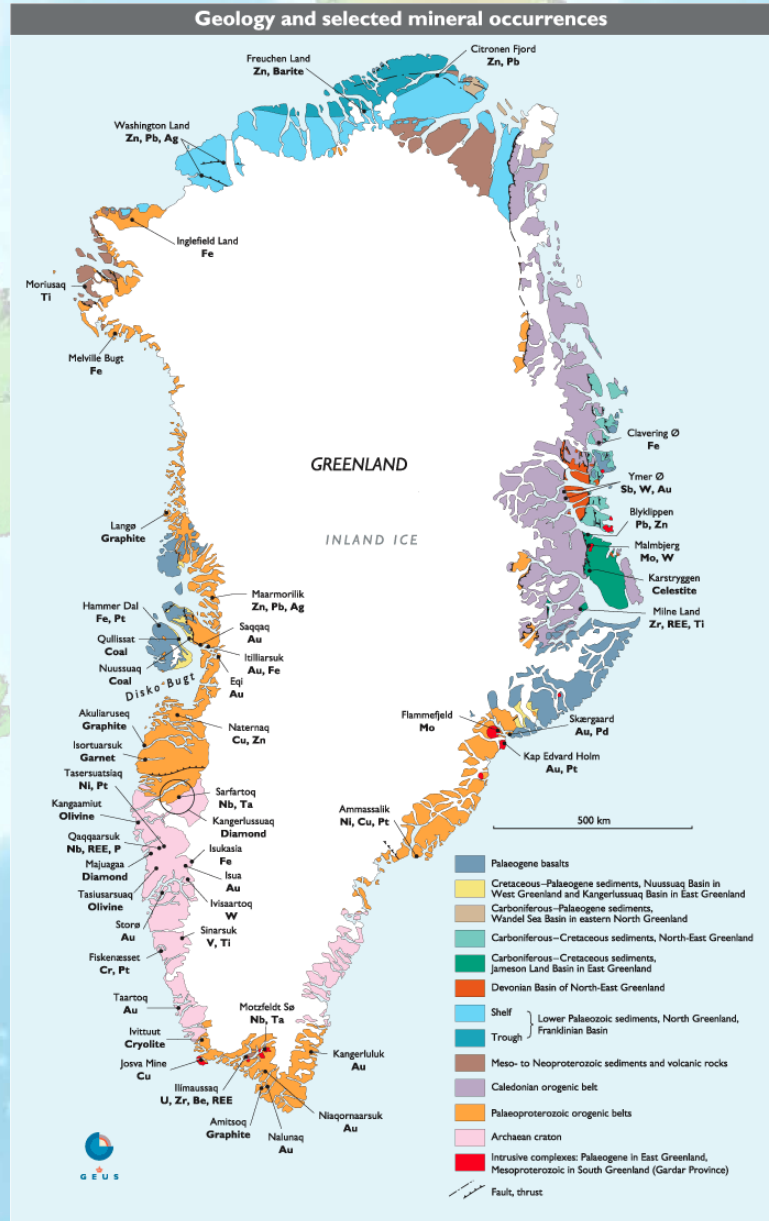 Geology and selected mineral occurrences
Citronen Fjord
Zn, Pb
Freuchen Land
Zn, Barite
Washington Land
Zn, Pb, Ag
Inglefield Land
Fe
Moriusaq
Ti
Melville Bugt
Fe
Clavering Ø
Fe
GREENLAND
Ymer Ø
Sb, W, Au
Blyklippen
Pb, Zn
Langø
Graphite
INLAND ICE
Malmbjerg
Mo, W
Karstryggen
Celestite
Maarmorilik
Zn, Pb, Ag
Hammer Dal
Fe, Pt
Milne Land
Zr, REE, Ti
Saqqaq
Au
Qullissat
Coal
Itilliarsuk
Au, Fe
Nuussuaq
Coal
Eqi
Au
Disko Bugt
Akuliaruseq
Graphite
Naternaq
Cu, Zn
Flammefjeld
Mo
Skærgaard
Au, Pd
Isortuarsuk
Garnet
Kap Edvard Holm
Au, Pt
Tasersuatsiaq
Ni, Pt
Sarfartoq
Nb, Ta
Kangaamiut
Olivine
Kangerlussuaq
Diamond
Ammassalik
Ni, Cu, Pt
500 km
Qaqqaarsuk
Nb, REE, P
Isukasia
Fe
Majuagaa
Diamond
Isua
Au
Tasiusarsuaq
Olivine
Ivisaartoq
W
Storø
Au
Sinarsuk
V, Ti
Fiskenæsset
Cr, Pt
Taartoq
Au
Motzfeldt Sø
Nb, Ta
Ivittuut
Cryolite
Kangerluluk
Au
Josva Mine
Cu
Ilimaussaq
U, Zr, Be, REE
Niaqornaarsuk
Au
Amitsoq
Graphite
Nalunaq
Au
Palaeogene basalts
Cretaceous–Palaeogene sediments, Nuussuaq Basin in
West Greenland and Kangerlussuaq Basin in East Greenland
Carboniferous–Palaeogene sediments,
Wandel Sea Basin in eastern North Greenland
Carboniferous–Cretaceous sediments, North-East Greenland
Carboniferous–Cretaceous sediments,
Jameson Land Basin in East Greenland
Devonian Basin of North-East Greenland
Shelf
Trough
Lower Palaeozoic sediments, North Greenland,
Franklinian Basin
Meso- to Neoproterozoic sediments and volcanic rocks
Caledonian orogenic belt
Palaeoproterozoic orogenic belts
Archaean craton
Intrusive complexes: Palaeogene in East Greenland,
Mesoproterozoic in South Greenland (Gardar Province)
Fault, thrust
GEUS